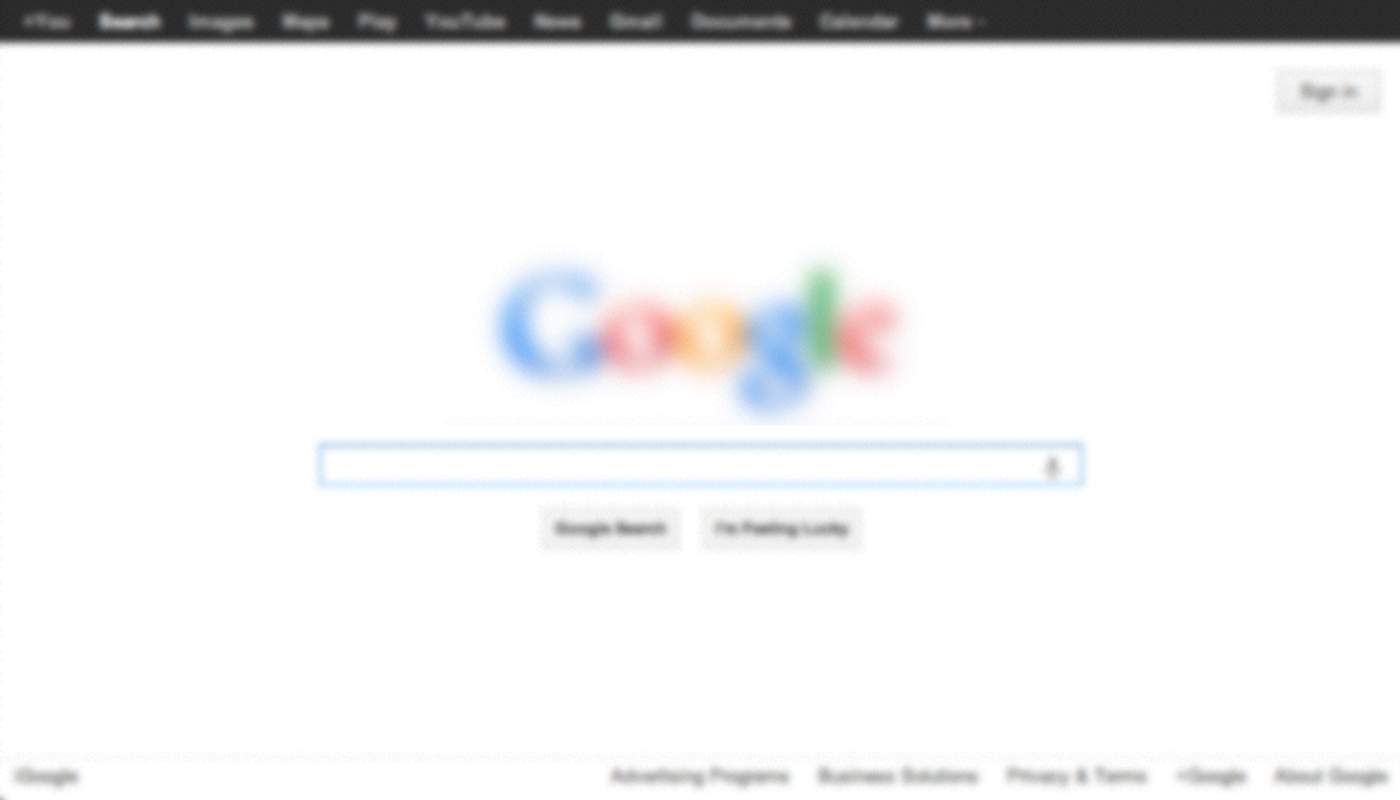 +You Search Images Maps Play YouTube News Gmail Documents Calendar More
Sign in
Google
Google Search I'm Feeling Lucky
iGoogle Advertising Programs Business Solutions Privacy & Terms +Google About Google